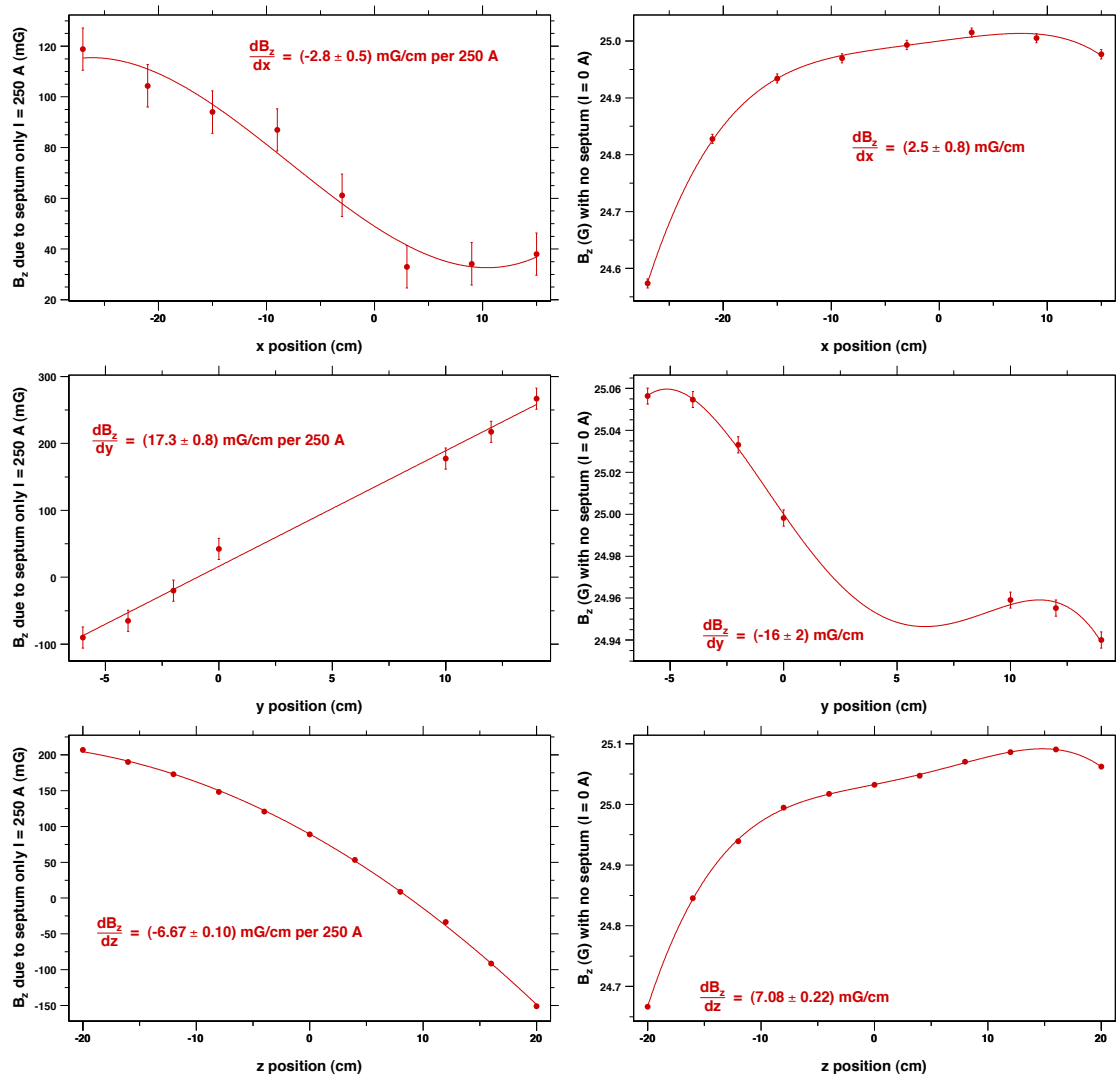 120
100
80
60
40
20
-20
-10
0
10
B_z due to septum only I = 250 A (mG)
x position (cm)
dB_z
dx
= (-2.8 ± 0.5) mG/cm per 250 A
25.0
24.9
24.8
24.7
24.6
-20
-10
0
10
B_z (G) with no septum (I = 0 A)
x position (cm)
dB_z
dx
= (2.5 ± 0.8) mG/cm
300
200
100
0
-100
-5
0
5
10
B_z due to septum only I = 250 A (mG)
y position (cm)
dB_z
dy
= (17.3 ± 0.8) mG/cm per 250 A
25.06
25.04
25.02
25.00
24.98
24.96
24.94
-5
0
5
10
B_z (G) with no septum (I = 0 A)
y position (cm)
dB_z
dy
= (-16 ± 2) mG/cm
200
150
100
50
0
-50
-100
-150
-20
-10
0
10
20
B_z due to septum only I = 250 A (mG)
z position (cm)
dB_z
dz
= (-6.67 ± 0.10) mG/cm per 250 A
25.1
25.0
24.9
24.8
24.7
-20
-10
0
10
20
B_z (G) with no septum (I = 0 A)
z position (cm)
dB_z
dz
= (7.08 ± 0.22) mG/cm